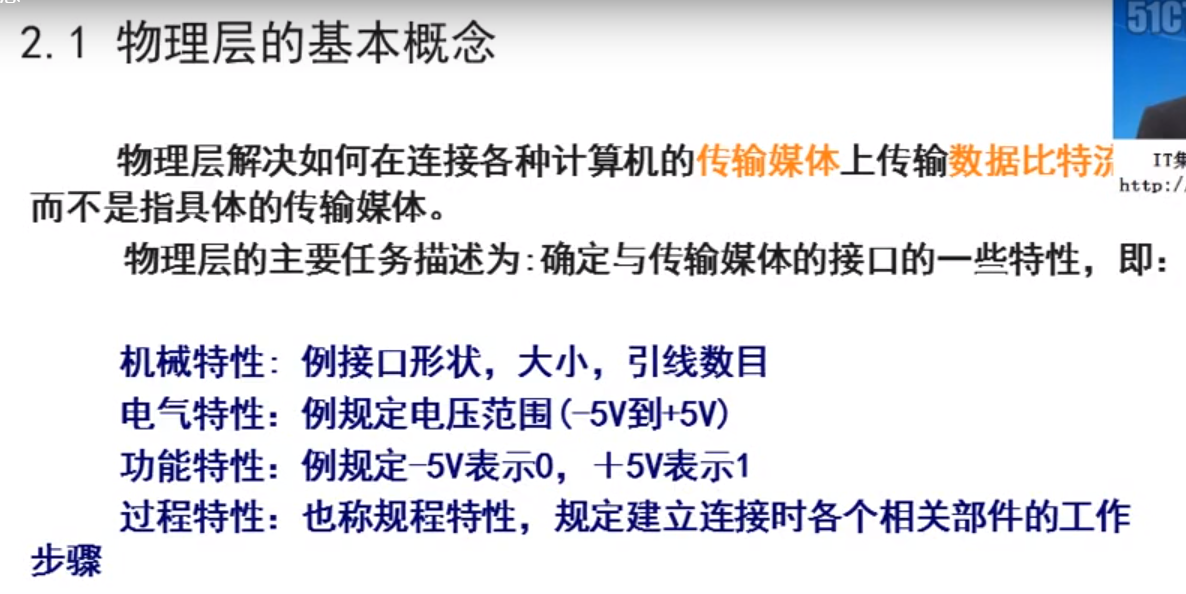 2.1 物理层的基本概念
51C
物理层解决如何在连接各种计算机的传输媒体上传输数据比特流
IT集
http:/
而不是指具体的传输媒体。
物理层的主要任务描述为:确定与传输媒体的接口的一些特性，即：
机械特性: 例接口形状，大小，引线数目
电气特性：例规定电压范围(-5V到+5V)
功能特性：例规定-5V表示0，＋5V表示1
过程特性：也称规程特性，规定建立连接时各个相关部件的工作
步骤